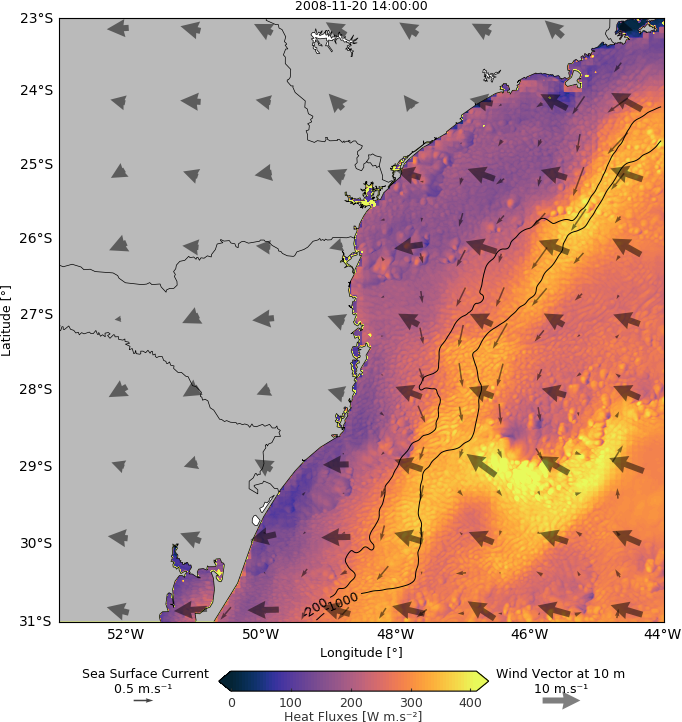 2008-11-20 14:00:00
23°S
24°S
25°S
26°S
27°S
28°S
29°S
30°S
31°S
Latitude [°]
-200
-1000
52°W 50°W 48°W 46°W 44°W
Longitude [°]
Sea Surface Current
0.5 m.s⁻¹
0 100 200 300 400
Heat Fluxes [W m.s⁻²]
Wind Vector at 10 m
10 m.s⁻¹